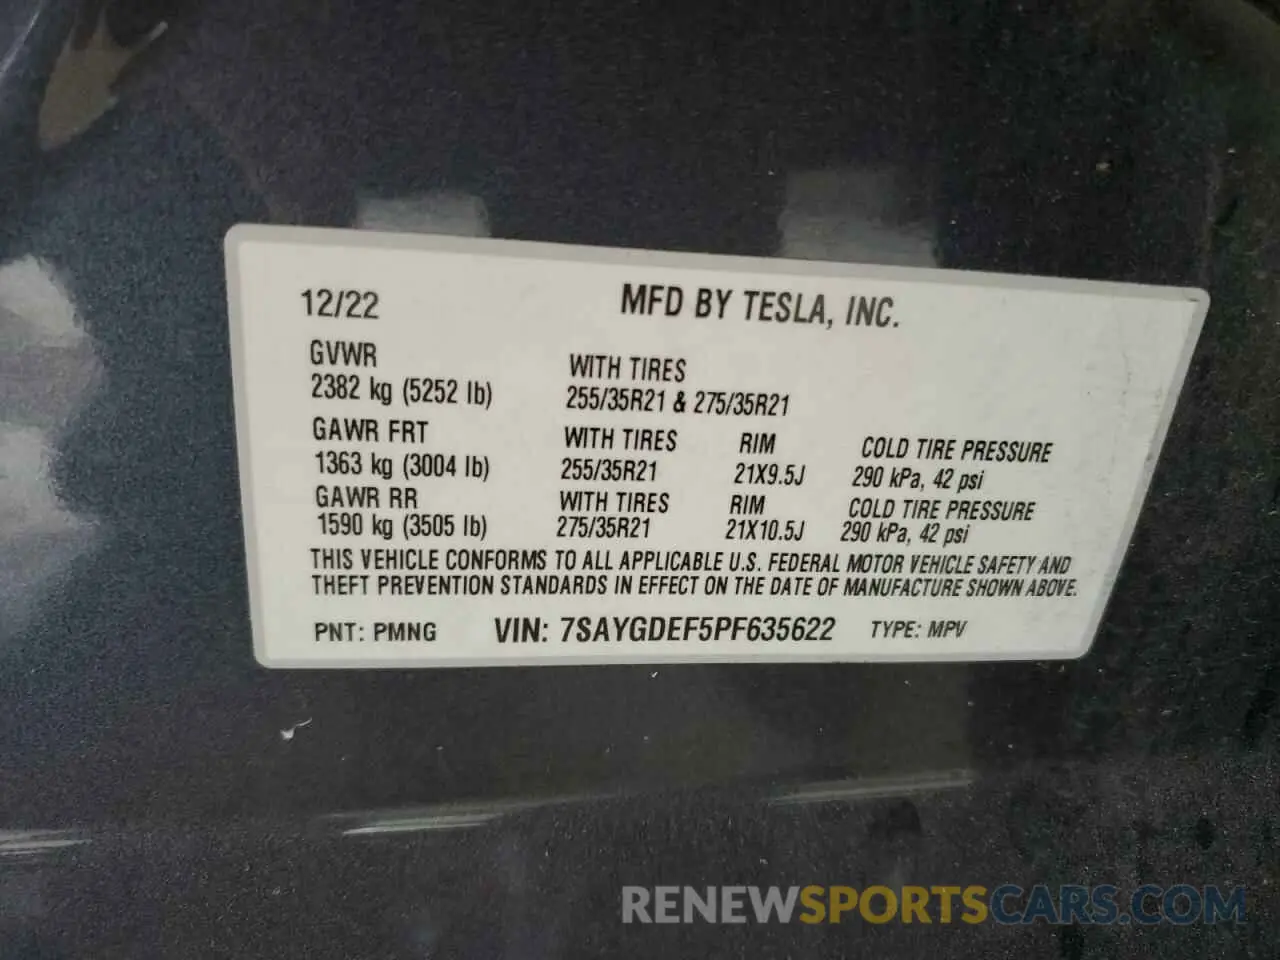 12/22 MFD BY TESLA, INC.
GVWR WITH TIRES
2382 kg (5252 lb) 255/35R21 & 275/35R21
GAWR FRT WITH TIRES RIM COLD TIRE PRESSURE
1363 kg (3004 lb) 255/35R21 21X9.5J 290 kPa, 42 psi
GAWR RR WITH TIRES RIM COLD TIRE PRESSURE
1590 kg (3505 lb) 275/35R21 21X10.5J 290 kPa, 42 psi
THIS VEHICLE CONFORMS TO ALL APPLICABLE U.S. FEDERAL MOTOR VEHICLE SAFETY AND
THEFT PREVENTION STANDARDS IN EFFECT ON THE DATE OF MANUFACTURE SHOWN ABOVE.
PNT: PMNG VIN: 7SAYGDEF5PF635622 TYPE: MPV
RENEWSPORTSCARS.COM